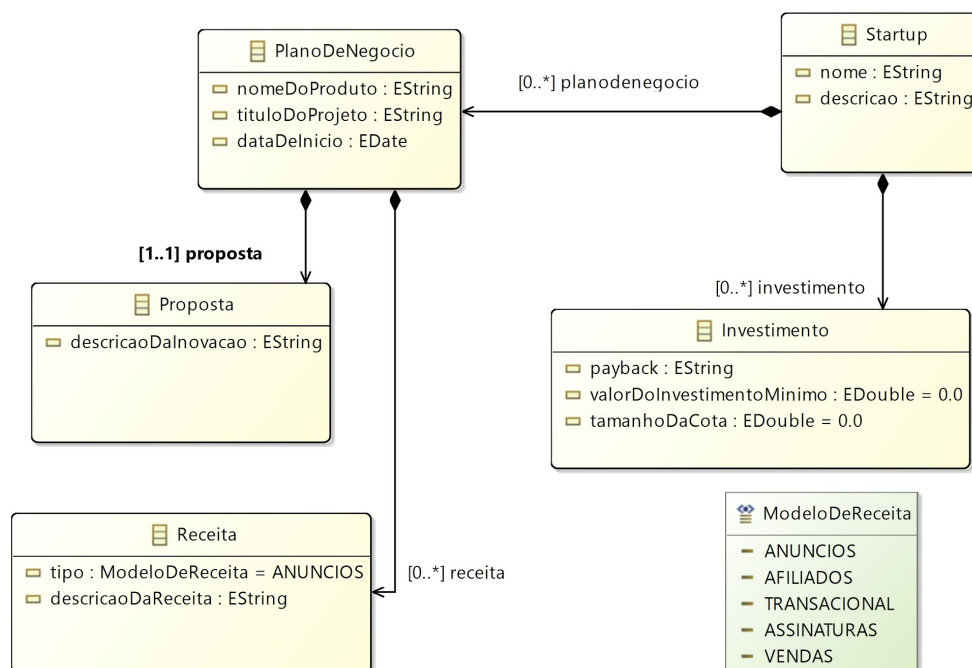 PlanoDeNegocio
nomeDoProduto : EString
tituloDoProjeto : EString
dataDeInicio : EDate
[0..*] planodenegocio
Startup
nome : EString
descricao : EString
[1..1] proposta
Proposta
descricaoDaInovacao : EString
[0..*] investimento
Investimento
payback : EString
valorDoInvestimentoMinimo : EDouble = 0.0
tamanhoDaCota : EDouble = 0.0
Receita
tipo : ModeloDeReceita = ANUNCIOS
descricaoDaReceita : EString
[0..*] receita
ModeloDeReceita
ANUNCIOS
AFILIADOS
TRANSACIONAL
ASSINATURAS
VENDAS